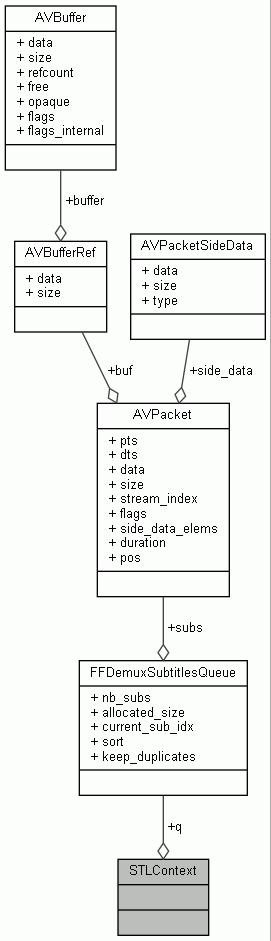 AVBuffer
+ data
+ size
+ refcount
+ free
+ opaque
+ flags
+ flags_internal
+buffer
AVBufferRef
+ data
+ size
AVPacketSideData
+ data
+ size
+ type
+buf
+side_data
AVPacket
+ pts
+ dts
+ data
+ size
+ stream_index
+ flags
+ side_data_elems
+ duration
+ pos
+subs
FFDemuxSubtitlesQueue
+ nb_subs
+ allocated_size
+ current_sub_idx
+ sort
+ keep_duplicates
+q
STLContext